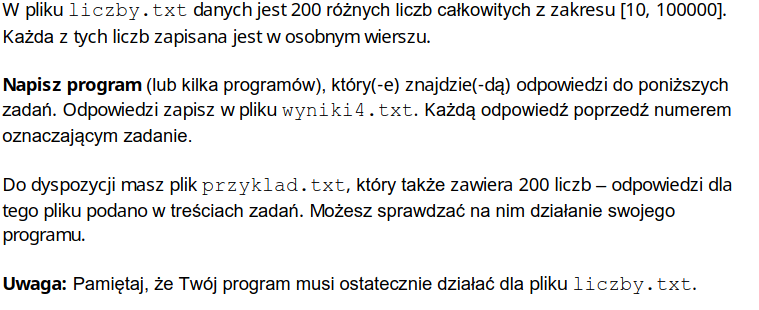 W pliku liczby.txt danych jest 200 różnych liczb całkowitych z zakresu [10, 100000].
Każda z tych liczb zapisana jest w osobnym wierszu.
Napisz program (lub kilka programów), który(-e) znajdzie(-dą) odpowiedzi do poniższych
zadań. Odpowiedzi zapisz w pliku wyniki4.txt. Każdą odpowiedź poprzedź numerem
oznaczającym zadanie.
Do dyspozycji masz plik przyklad.txt, który także zawiera 200 liczb – odpowiedzi dla
tego pliku podano w treściach zadań. Możesz sprawdzać na nim działanie swojego
programu.
Uwaga: Pamiętaj, że Twój program musi ostatecznie działać dla pliku liczby.txt.